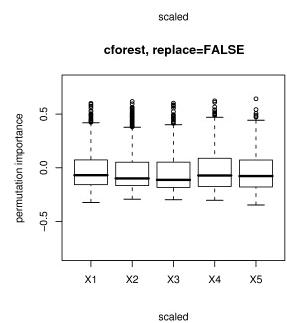 scaled
cforest, replace=FALSE
permutation importance
0.5
0.0
−0.5
X1 X2 X3 X4 X5
scaled